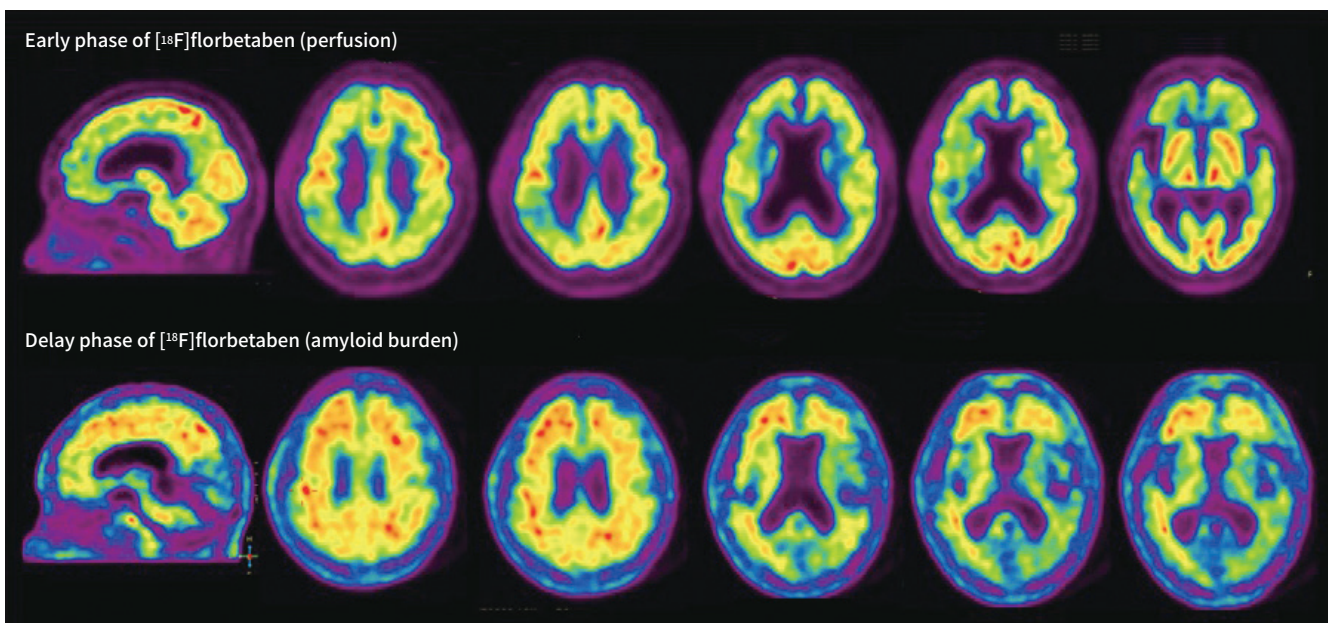 Early phase of [¹⁸F]florbetaben (perfusion)
Delay phase of [¹⁸F]florbetaben (amyloid burden)